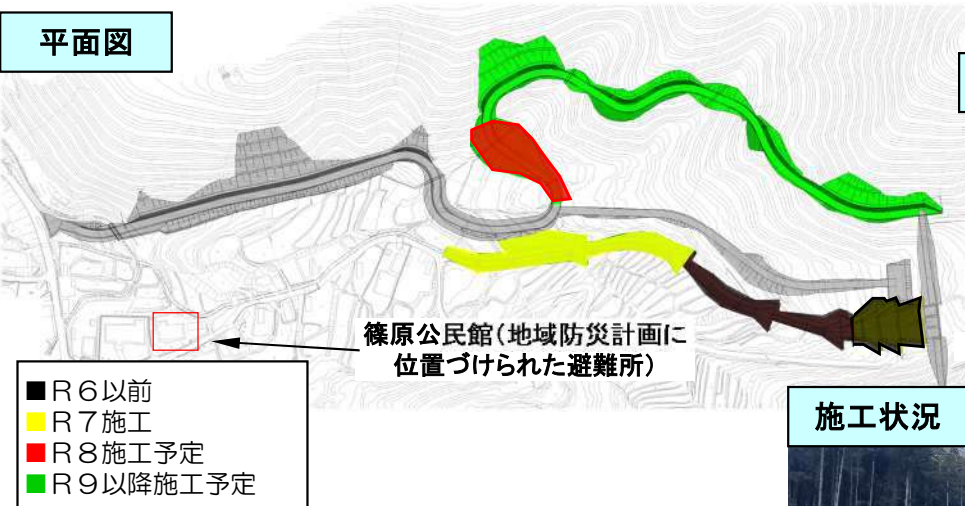 平面図
篠原公民館(地域防災計画に
位置づけられた避難所)
■R6以前
■R7施工
■R8施工予定
■R9以降施工予定
施工状況